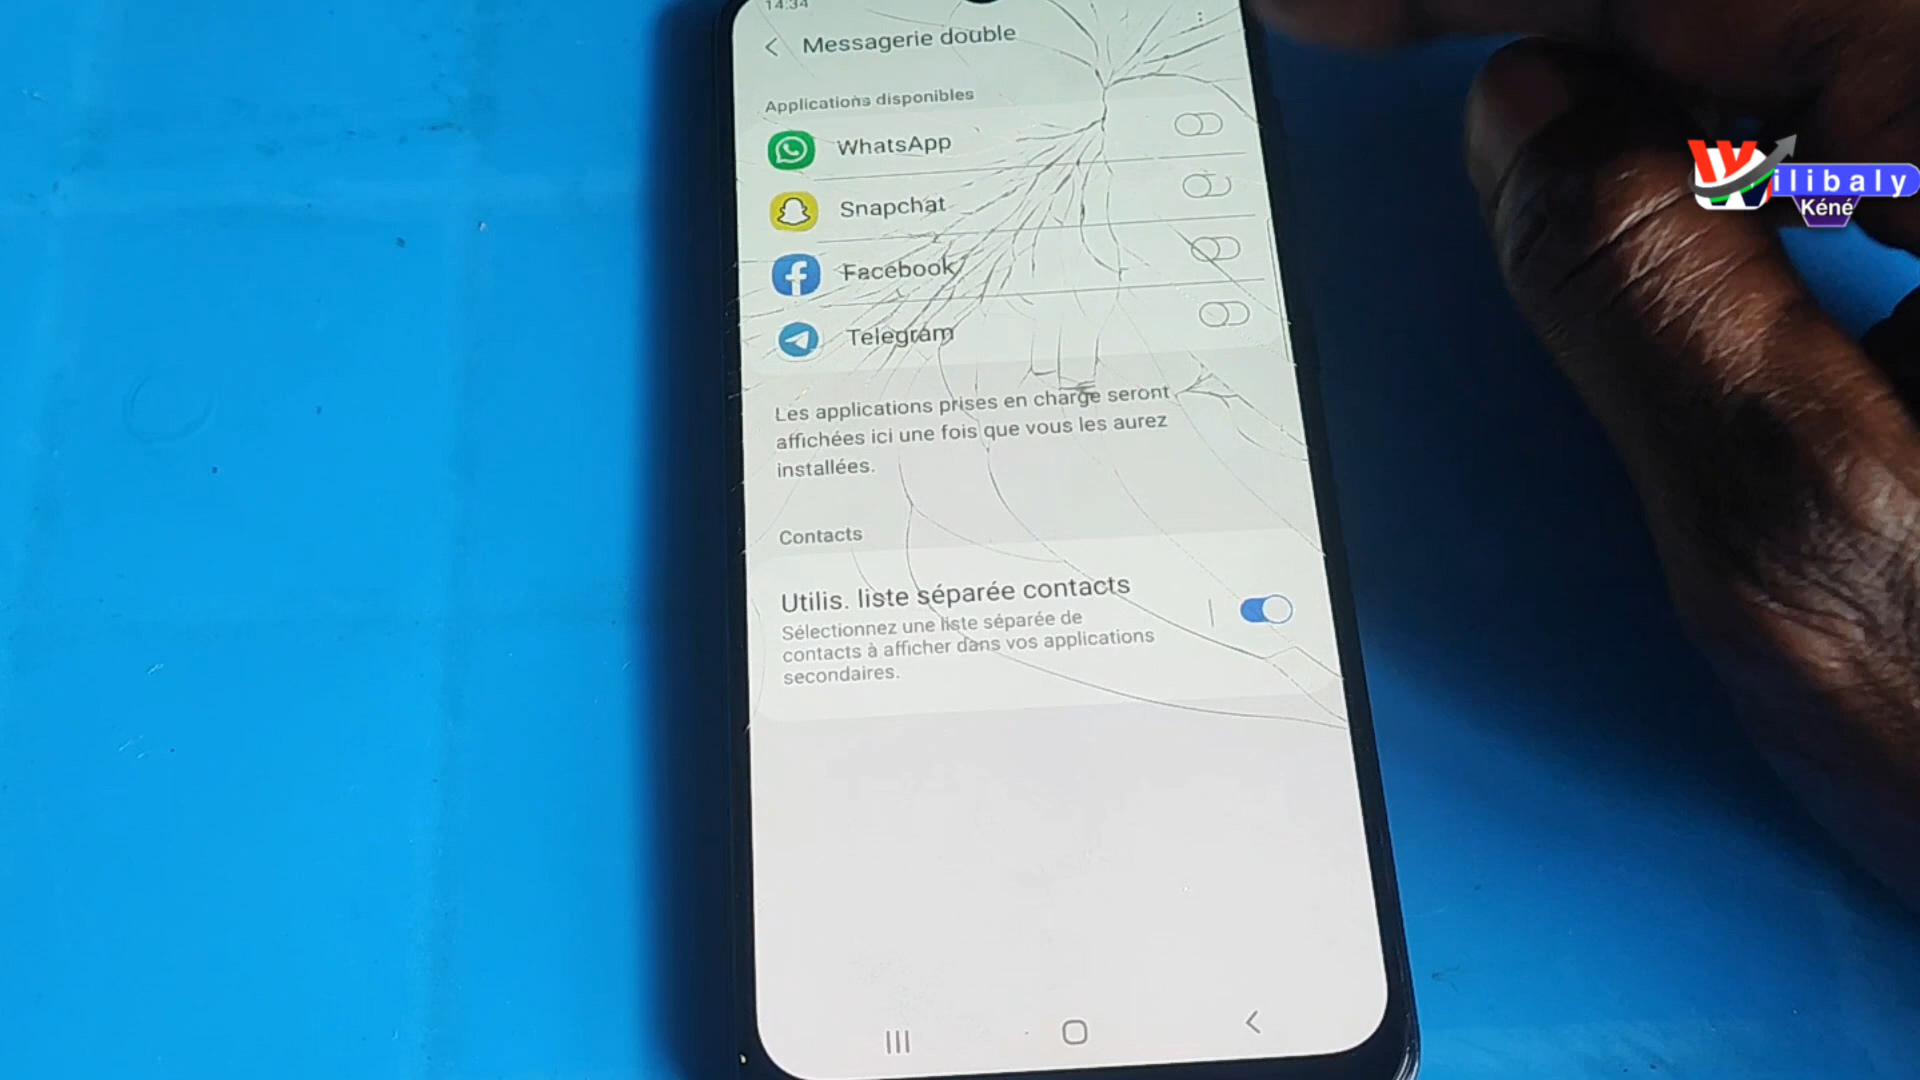 14:34
Messagerie double
Applications disponibles
WhatsApp
Snapchat
Facebook
Telegram
Les applications prises en charge seront
affichées ici une fois que vous les aurez
installées.
Contacts
Utilis. liste séparée contacts
Sélectionnez une liste séparée de
contacts à afficher dans vos applications
secondaires.
Wilibaly
Kéné